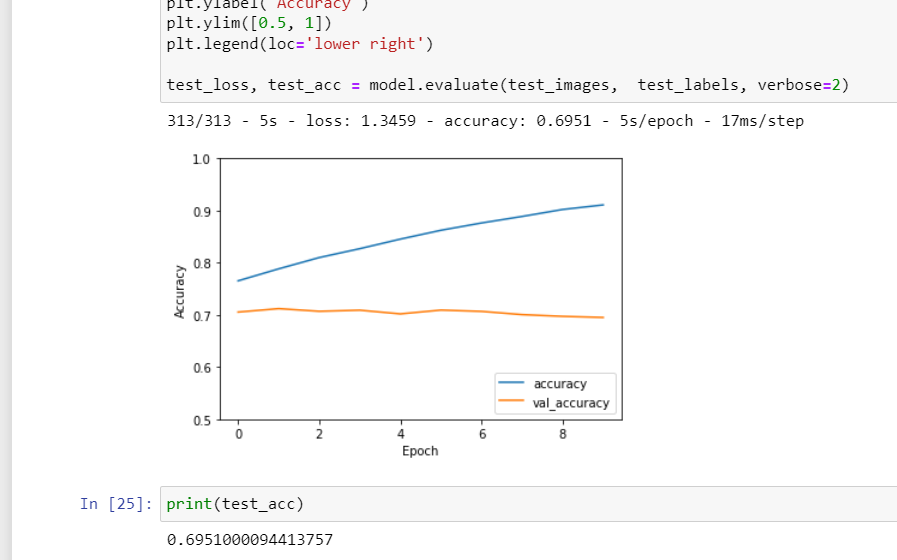 plt.ylabel('Accuracy')
plt.ylim([0.5, 1])
plt.legend(loc='lower right')
test_loss, test_acc = model.evaluate(test_images,  test_labels, verbose=2)
313/313 - 5s - loss: 1.3459 - accuracy: 0.6951 - 5s/epoch - 17ms/step
1.0
0.9
0.8
0.7
0.6
0.5
Accuracy
accuracy
val_accuracy
0 2 4 6 8
Epoch
In [25]: print(test_acc)
0.6951000094413757